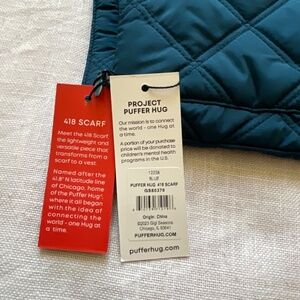 418 SCARF
Meet the 418 Scarf
the lightweight and
versatile piece that
transforms from a
scarf to a vest.
Named after the
41.8° N latitude line
of Chicago, home
of the Puffer Hug,
where it all began
with the idea of
connecting the
world - one Hug at
a time.
PROJECT
PUFFER HUG
Our mission is to connect
the world - one Hug at
a time.
A portion of your purchase
price will be donated to
children's mental health
programs in the U.S.
BLUE
PUFFER HUG 418 SCARF
Origin: China
©2023 Gigi Seasons
Chicago, IL 60641
PUFFERHUG.COM
PUFFERHUG.COM